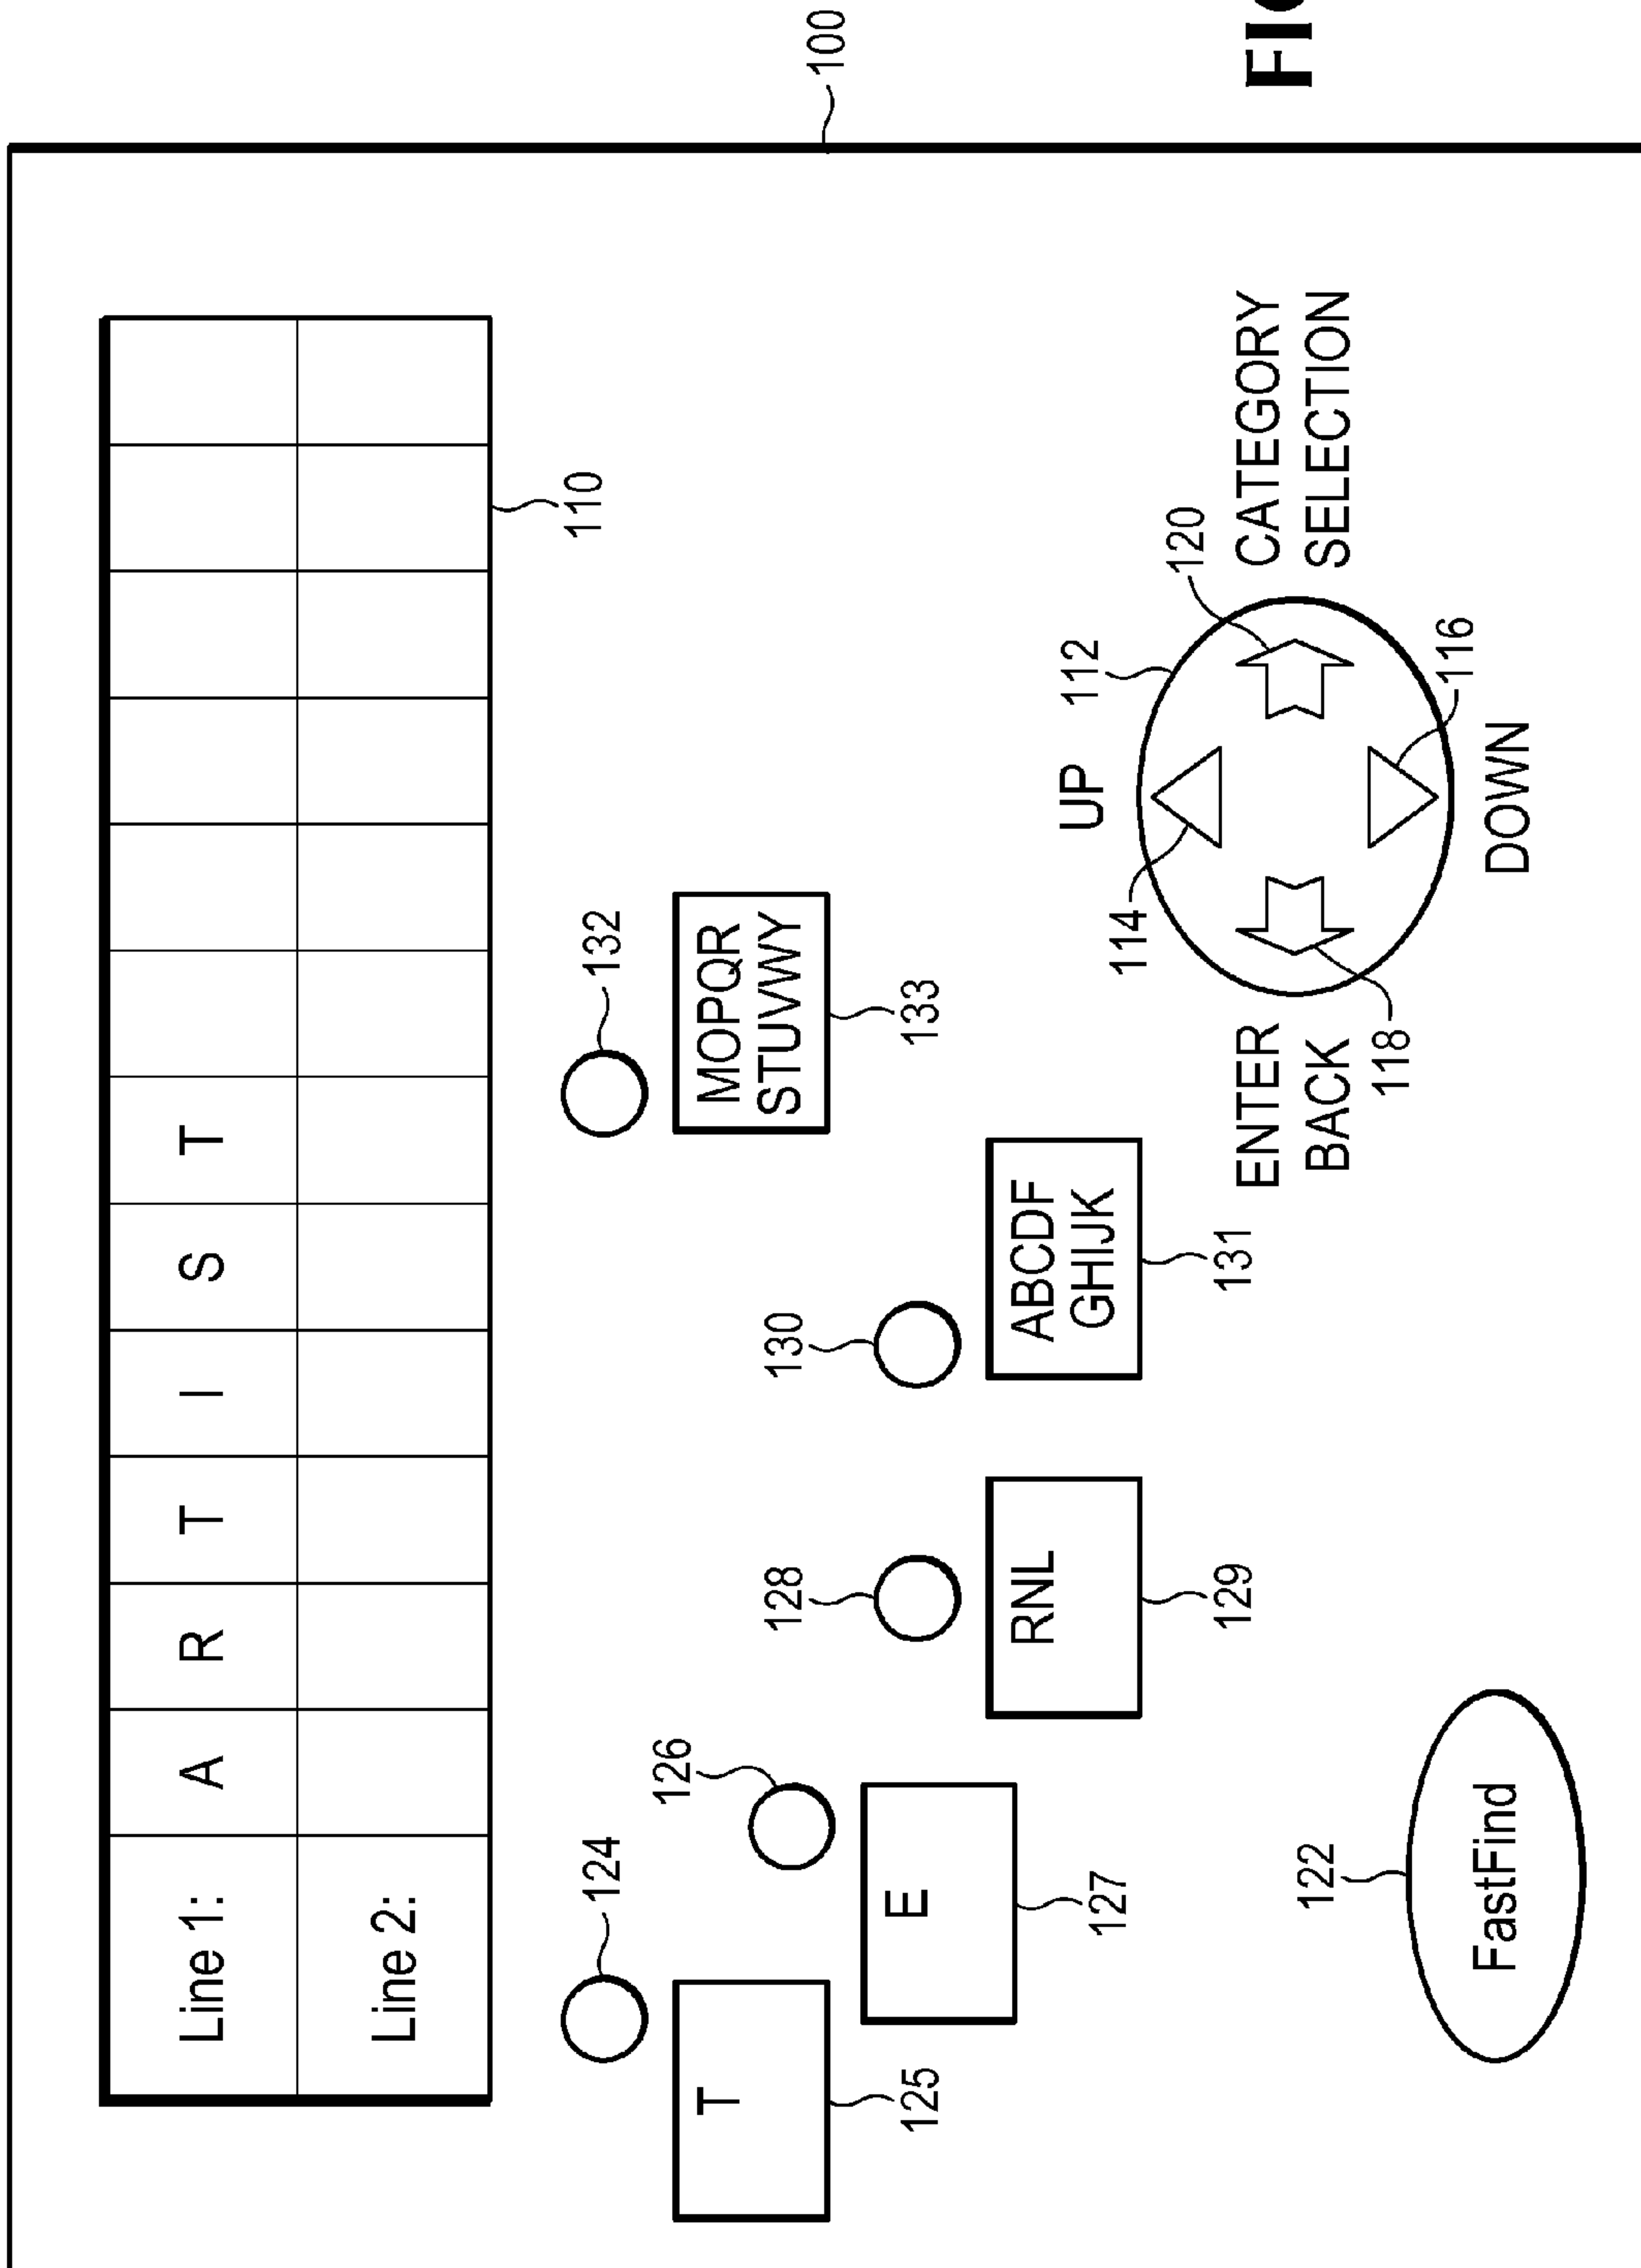 Line 1: A R T I S T
Line 2:
110
124 132
126
T MOPQR
STUVWY
128 130
100
E
125 133
RNL ABCDF
GHIJK
UP 112
127
114
120
129 131
ENTER CATEGORY
BACK SELECTION
122
118
116
FastFind
DOWN